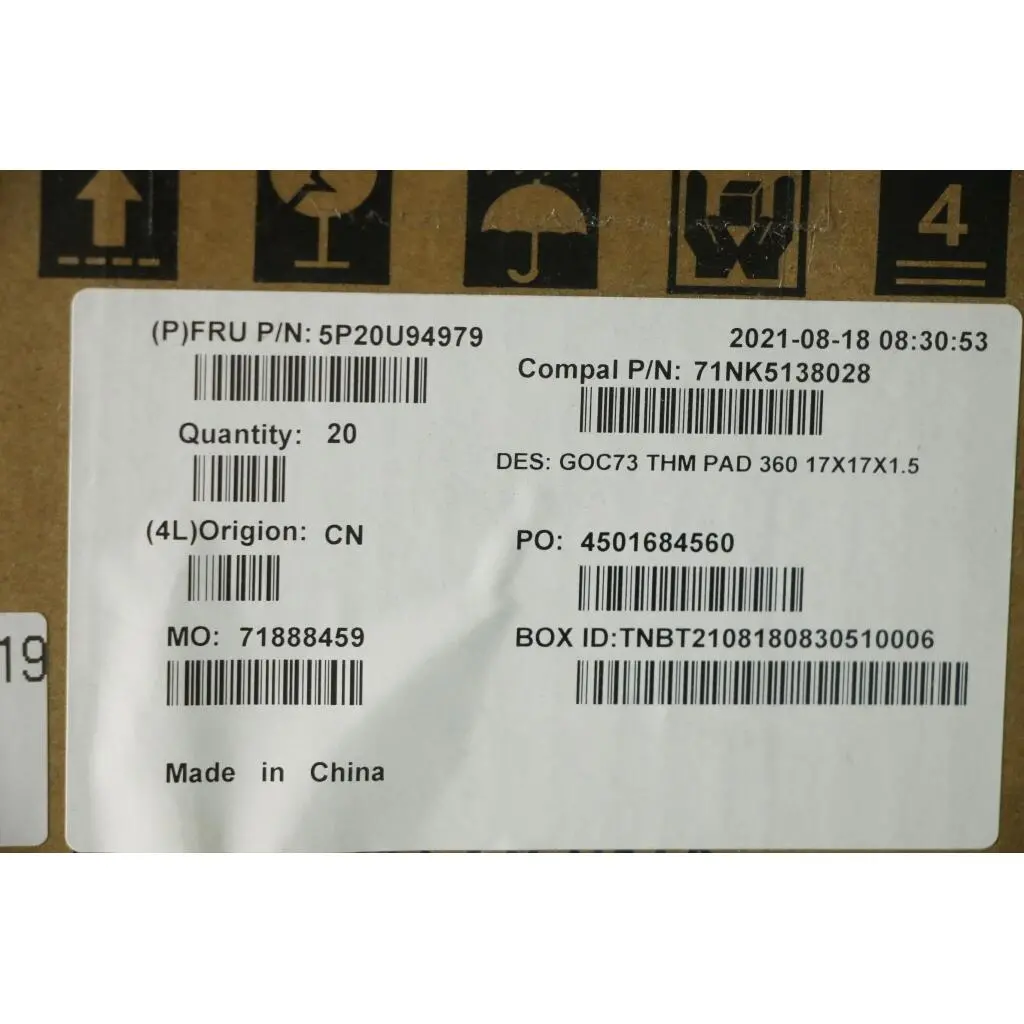 4
(P)FRU P/N: 5P20U94979
2021-08-18 08:30:53
Compal P/N: 71NK5138028
Quantity: 20
DES: GOC73 THM PAD 360 17X17X1.5
(4L)Origion: CN
PO: 4501684560
MO: 71888459
BOX ID:TNBT2108180830510006
19
Made in China